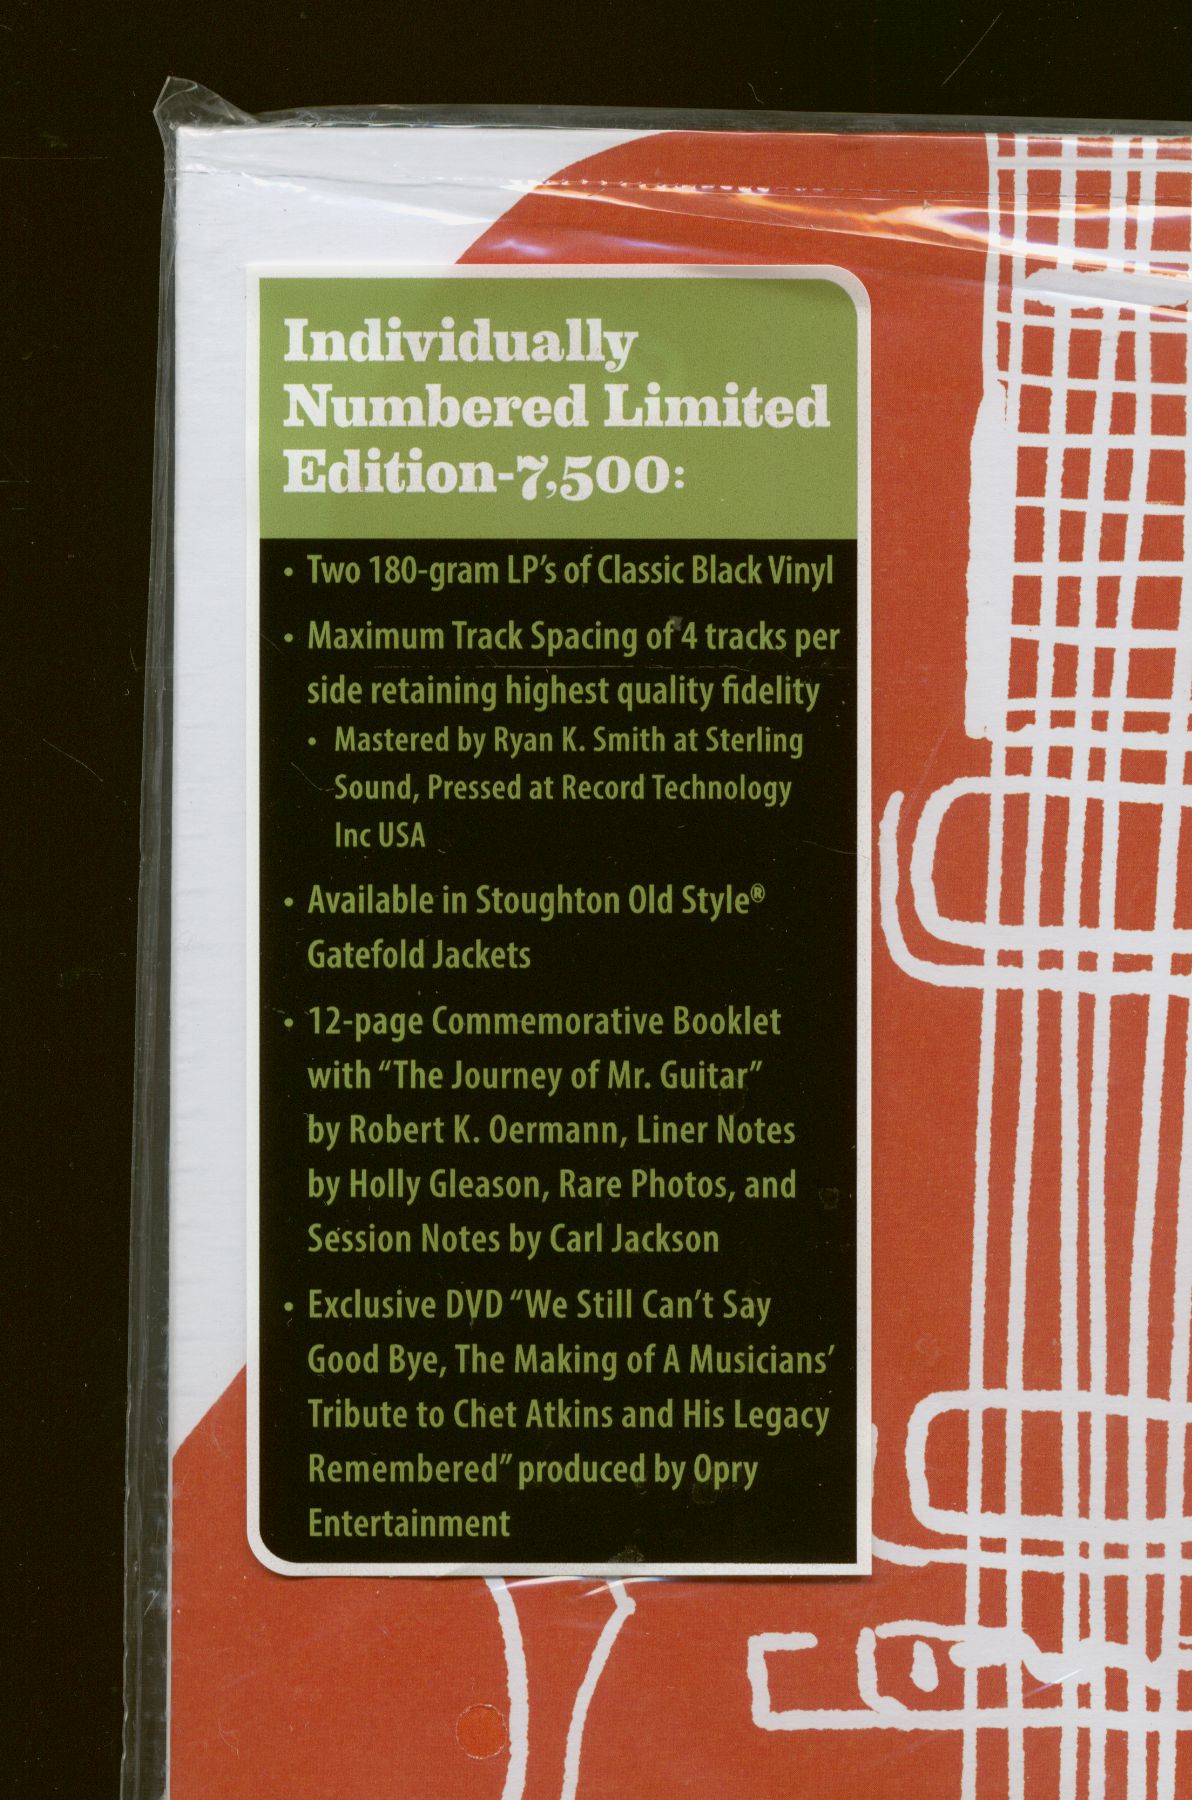 Individually
Numbered Limited
Edition-7,500:
• Two 180-gram LP's of Classic Black Vinyl
• Maximum Track Spacing of 4 tracks per
side retaining highest quality fidelity
• Mastered by Ryan K. Smith at Sterling
Sound, Pressed at Record Technology
Inc USA
• Available in Stoughton Old Style®
Gatefold Jackets
• 12-page Commemorative Booklet
with “The Journey of Mr. Guitar”
by Robert K. Oermann, Liner Notes
by Holly Gleason, Rare Photos, and
Session Notes by Carl Jackson
• Exclusive DVD “We Still Can't Say
Good Bye, The Making of A Musicians'
Tribute to Chet Atkins and His Legacy
Remembered” produced by Opry
Entertainment